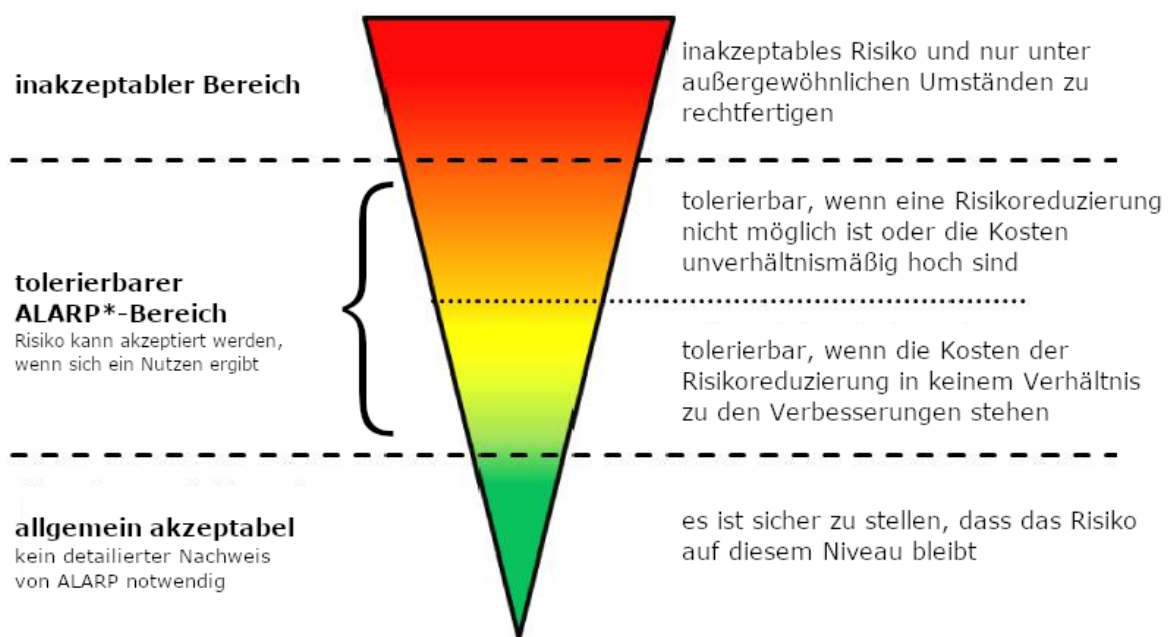 inakzeptabler Bereich
inakzeptables Risiko und nur unter
außergewöhnlichen Umständen zu
rechtfertigen
tolerierbarer
ALARP*-Bereich
Risiko kann akzeptiert werden,
wenn sich ein Nutzen ergibt
tolerierbar, wenn eine Risikoreduzierung
nicht möglich ist oder die Kosten
unverhältnismäßig hoch sind
tolerierbar, wenn die Kosten der
Risikoreduzierung in keinem Verhältnis
zu den Verbesserungen stehen
allgemein akzeptabel
kein detailierter Nachweis
von ALARP notwendig
es ist sicher zu stellen, dass das Risiko
auf diesem Niveau bleibt